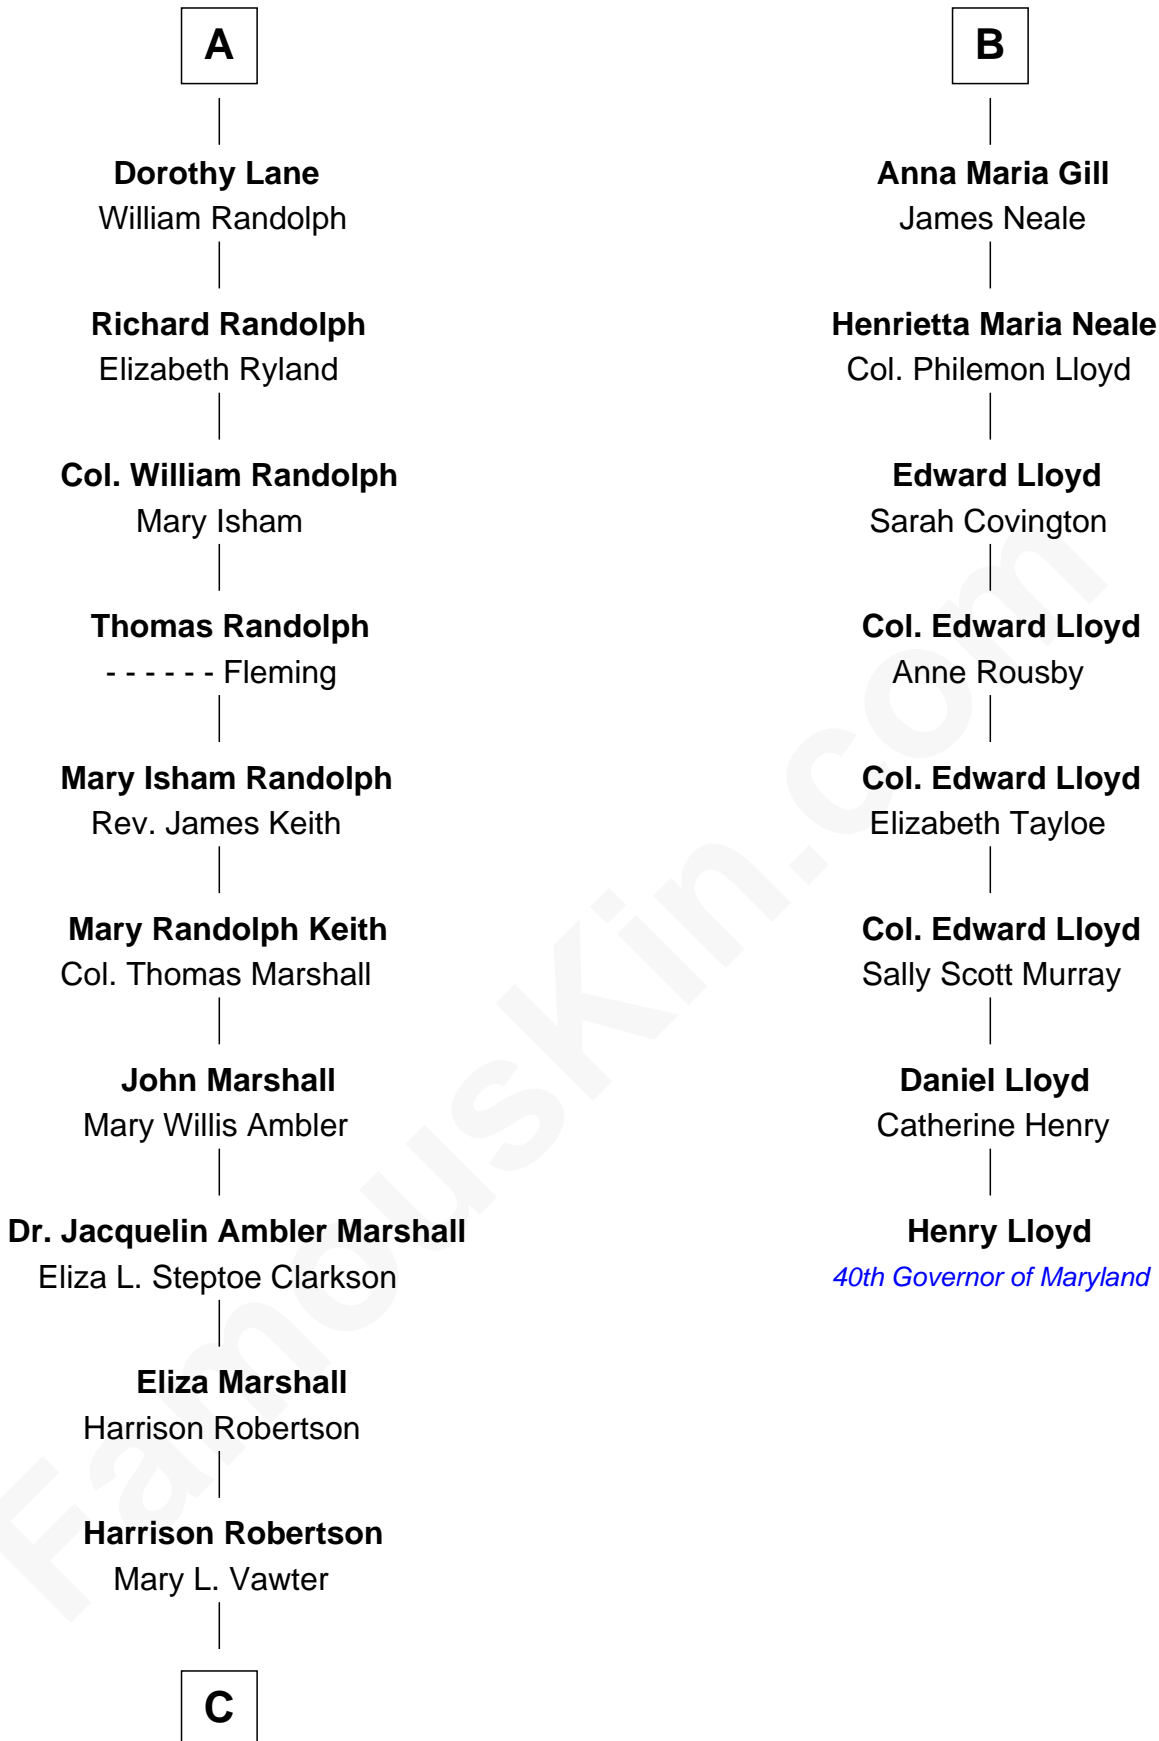 A
Dorothy Lane
William Randolph
Richard Randolph
Elizabeth Ryland
Col. William Randolph
Mary Isham
Thomas Randolph
- - - - - - Fleming
Mary Isham Randolph
Rev. James Keith
Mary Randolph Keith
Col. Thomas Marshall
John Marshall
Mary Willis Ambler
Dr. Jacquelin Ambler Marshall
Eliza L. Steptoe Clarkson
Eliza Marshall
Harrison Robertson
Harrison Robertson
Mary L. Vawter
C
B
Anna Maria Gill
James Neale
Henrietta Maria Neale
Col. Philemon Lloyd
Edward Lloyd
Sarah Covington
Col. Edward Lloyd
Anne Rousby
Col. Edward Lloyd
Elizabeth Tayloe
Col. Edward Lloyd
Sally Scott Murray
Daniel Lloyd
Catherine Henry
Henry Lloyd
40th Governor of Maryland
FamousKin.com